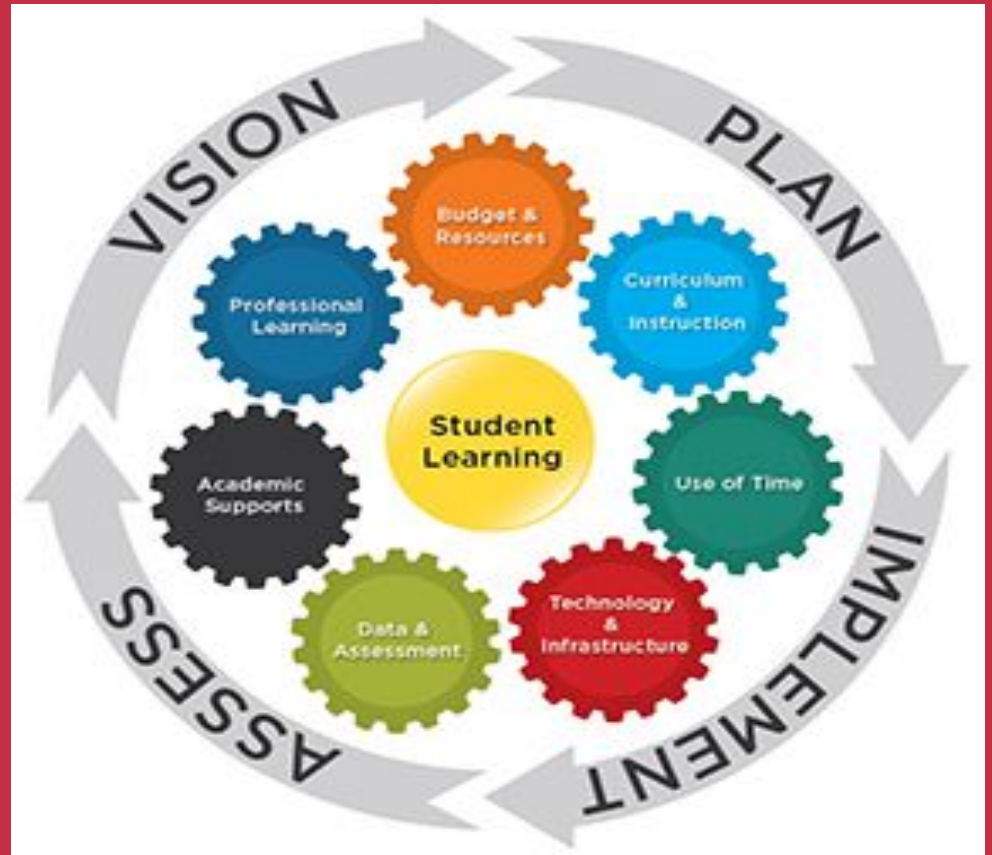 VISION
PLAN
IMPLEMENT
ASSESS
Budget &
Resources
Curriculum
&
Instruction
Use of Time
Technology
&
Infrastructure
Data &
Assessment
Academic
Supports
Professional
Learning
Student
Learning